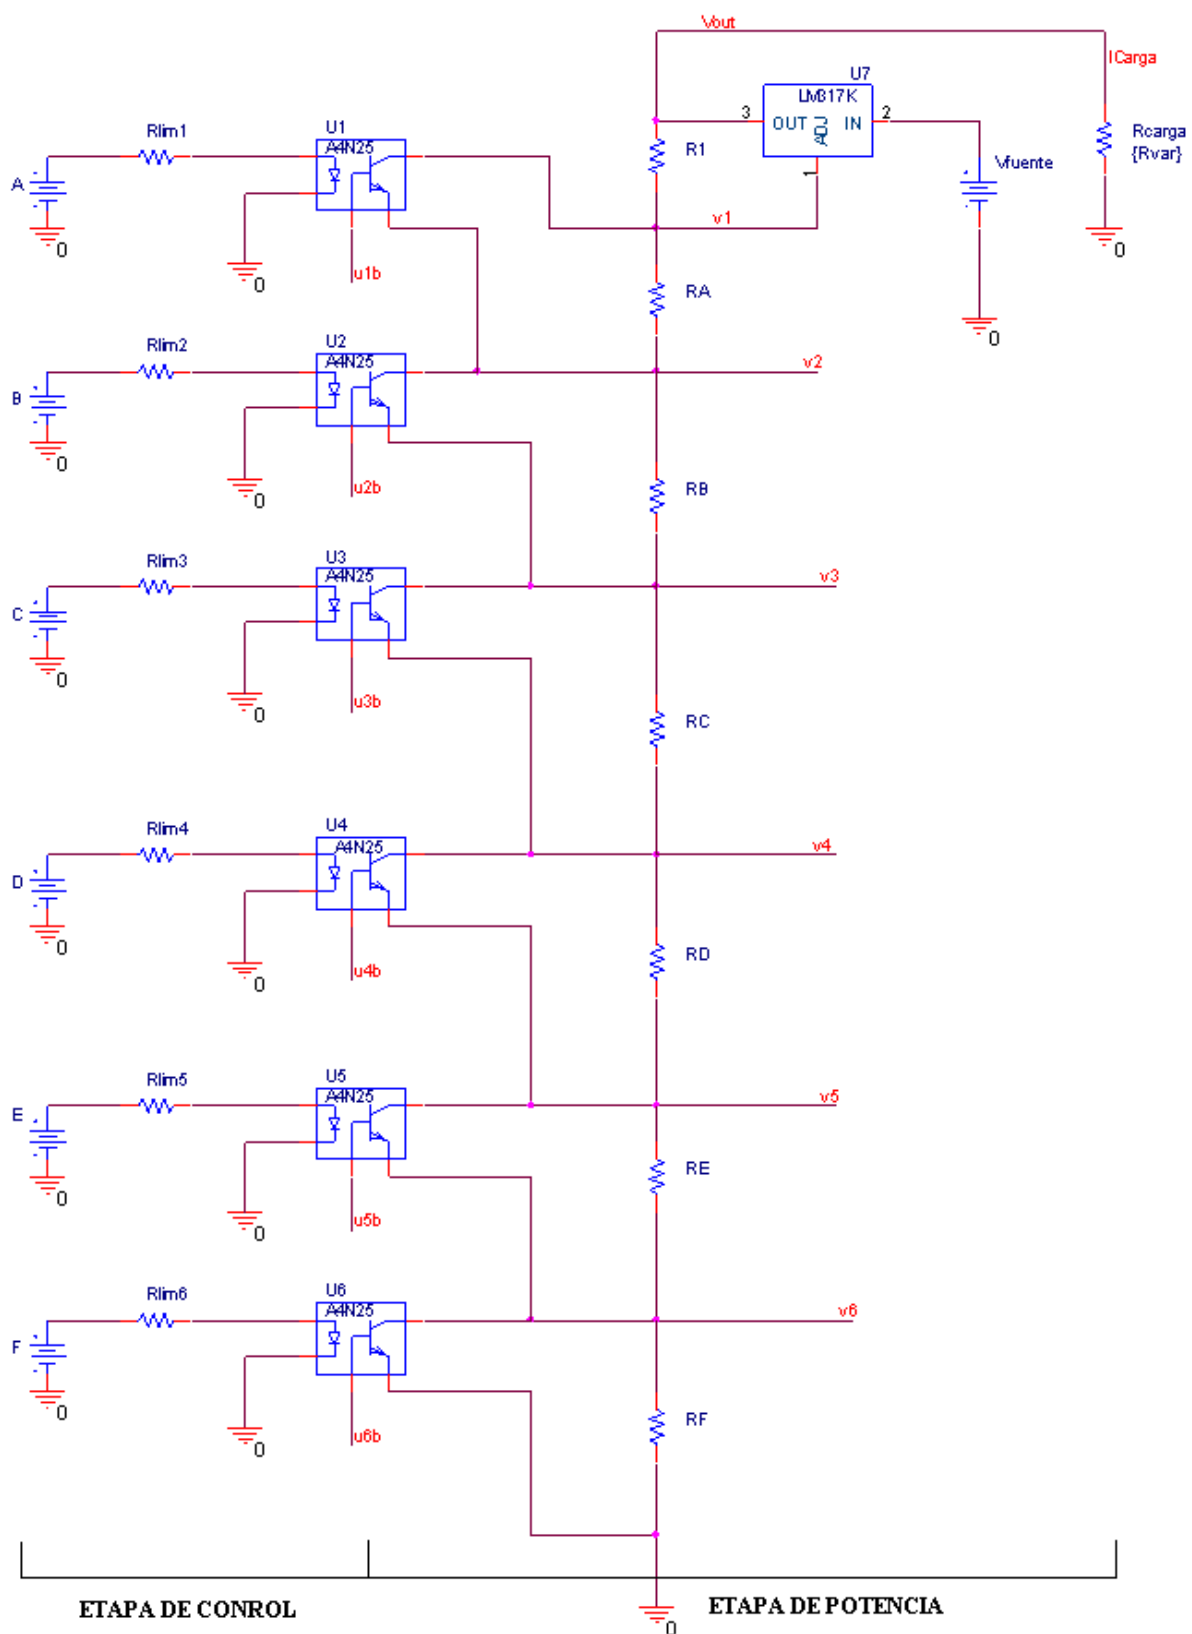 Vout
ICarga
U7
LM317K
3
OUT
ADJ
IN
2
1
R1
Rcarga
{Rvar}
Vfuente
0
0
v1
Rlim1
U1
A4N25
A
0
0
u1b
RA
Rlim2
U2
A4N25
v2
B
0
0
u2b
RB
Rlim3
U3
A4N25
v3
C
0
0
u3b
RC
Rlim4
U4
A4N25
v4
D
0
0
u4b
RD
Rlim5
U5
A4N25
v5
E
0
0
u5b
RE
Rlim6
U6
A4N25
v6
F
0
0
u6b
RF
ETAPA DE CONROL
ETAPA DE POTENCIA
0